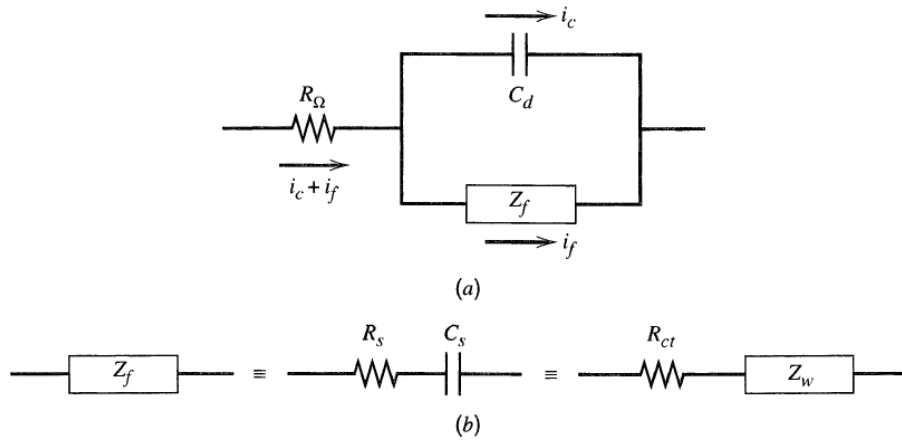 i_c
C_d
R_Ω
i_c + i_f
Z_f
i_f
(a)
R_s C_s R_ct
Z_f ≡ ≡ Z_w
(b)